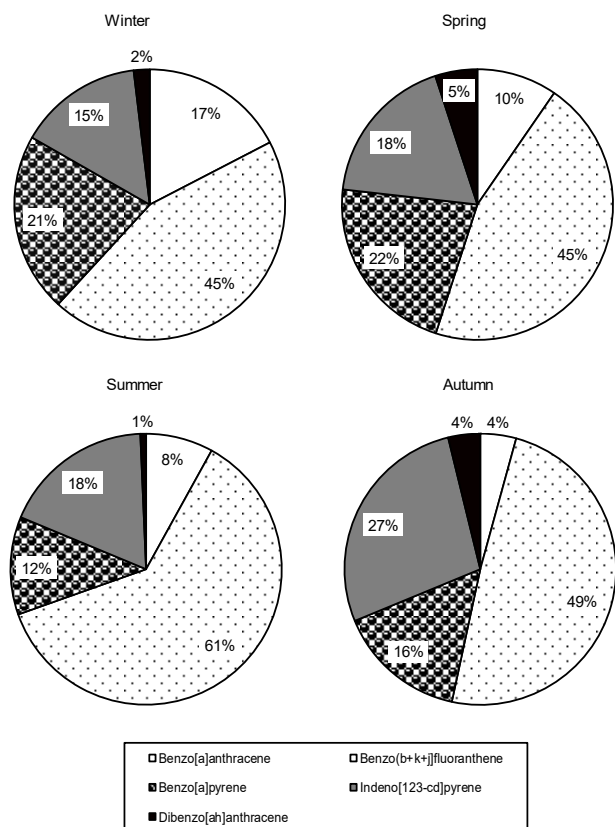 Winter
Spring
2%
17%
15%
21%
45%
5%
10%
18%
22%
45%
Summer
Autumn
1%
8%
18%
12%
61%
4%
4%
27%
16%
49%
Benzo[a]anthracene
Benzo(b+k+j]fluoranthene
Benzo[a]pyrene
Indeno[123-cd]pyrene
Dibenzo[ah]anthracene